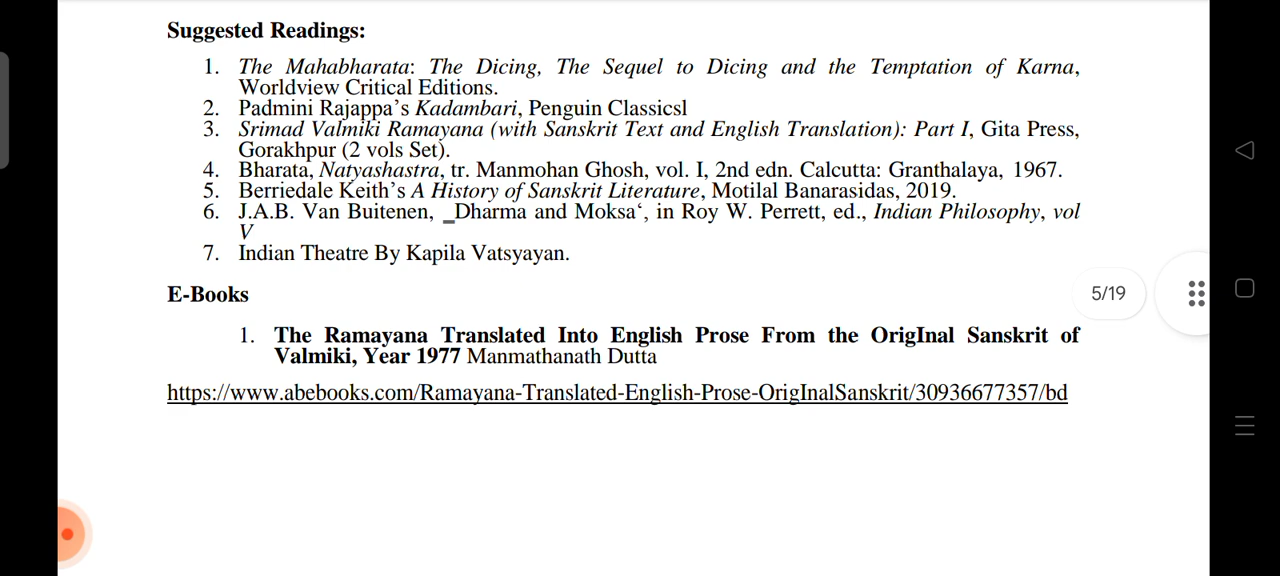 Suggested Readings:
1. The Mahabharata: The Dicing, The Sequel to Dicing and the Temptation of Karna,
Worldview Critical Editions.
2. Padmini Rajappa's Kadambari, Penguin Classicsl
3. Srimad Valmiki Ramayana (with Sanskrit Text and English Translation): Part I, Gita Press,
Gorakhpur (2 vols Set).
4. Bharata, Natyashastra, tr. Manmohan Ghosh, vol. I, 2nd edn. Calcutta: Granthalaya, 1967.
5. Berriedale Keith's A History of Sanskrit Literature, Motilal Banarasidas, 2019.
6. J.A.B. Van Buitenen, _Dharma and Moksa‘, in Roy W. Perrett, ed., Indian Philosophy, vol
V
7. Indian Theatre By Kapila Vatsyayan.
E-Books
5/19
1. The Ramayana Translated Into English Prose From the OrigInal Sanskrit of
Valmiki, Year 1977 Manmathanath Dutta
https://www.abebooks.com/Ramayana-Translated-English-Prose-OrigInalSanskrit/30936677357/bd